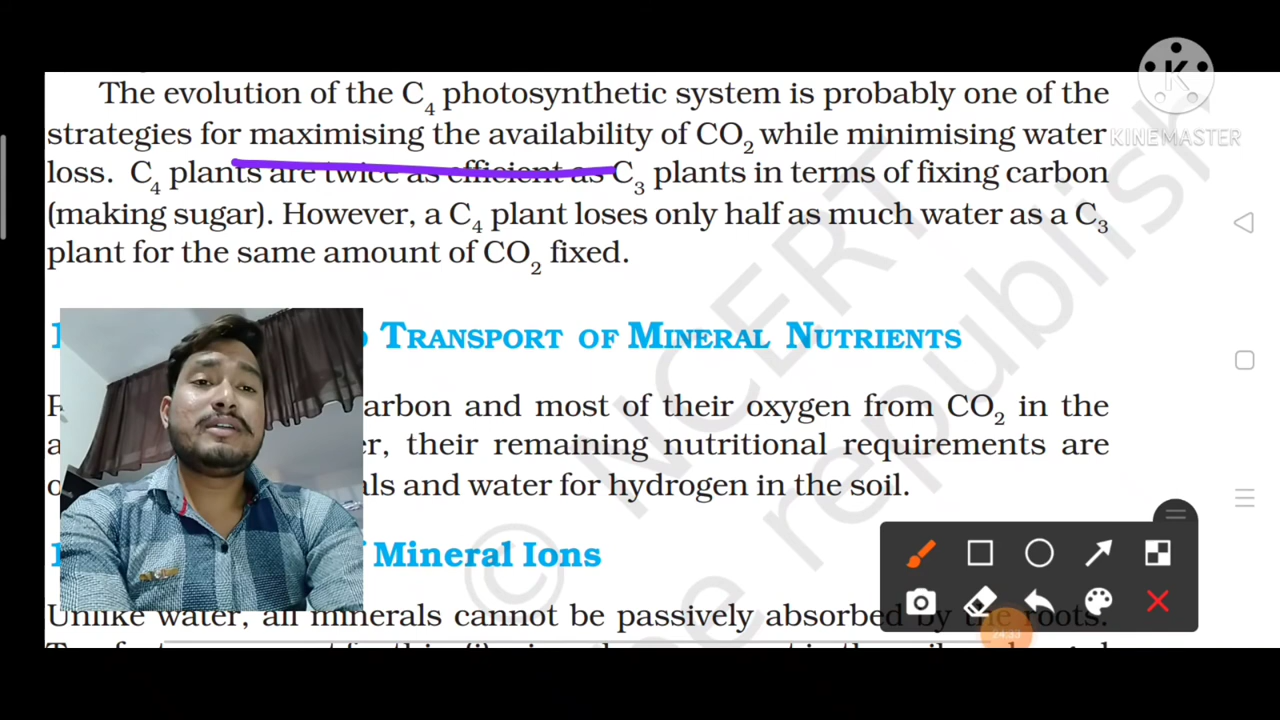 The evolution of the C₄ photosynthetic system is probably one of the
strategies for maximising the availability of CO₂ while minimising water
loss. C₄ plants are twice as efficient as C₃ plants in terms of fixing carbon
(making sugar). However, a C₄ plant loses only half as much water as a C₃
plant for the same amount of CO₂ fixed.
TRANSPORT OF MINERAL NUTRIENTS
arbon and most of their oxygen from CO₂ in the
their remaining nutritional requirements are
and water for hydrogen in the soil.
of Mineral Ions
Unlike water, all minerals cannot be passively absorbed by the roots.
© NCERT
republish
K
KINEMASTER
24:33